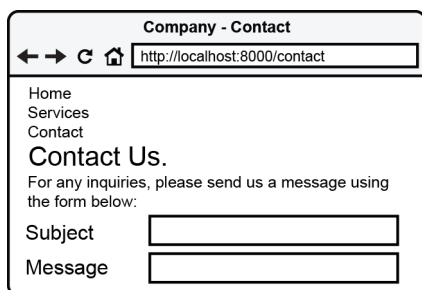 Company - Contact
http://localhost:8000/contact
Home
Services
Contact
Contact Us.
For any inquiries, please send us a message using
the form below:
Subject
Message